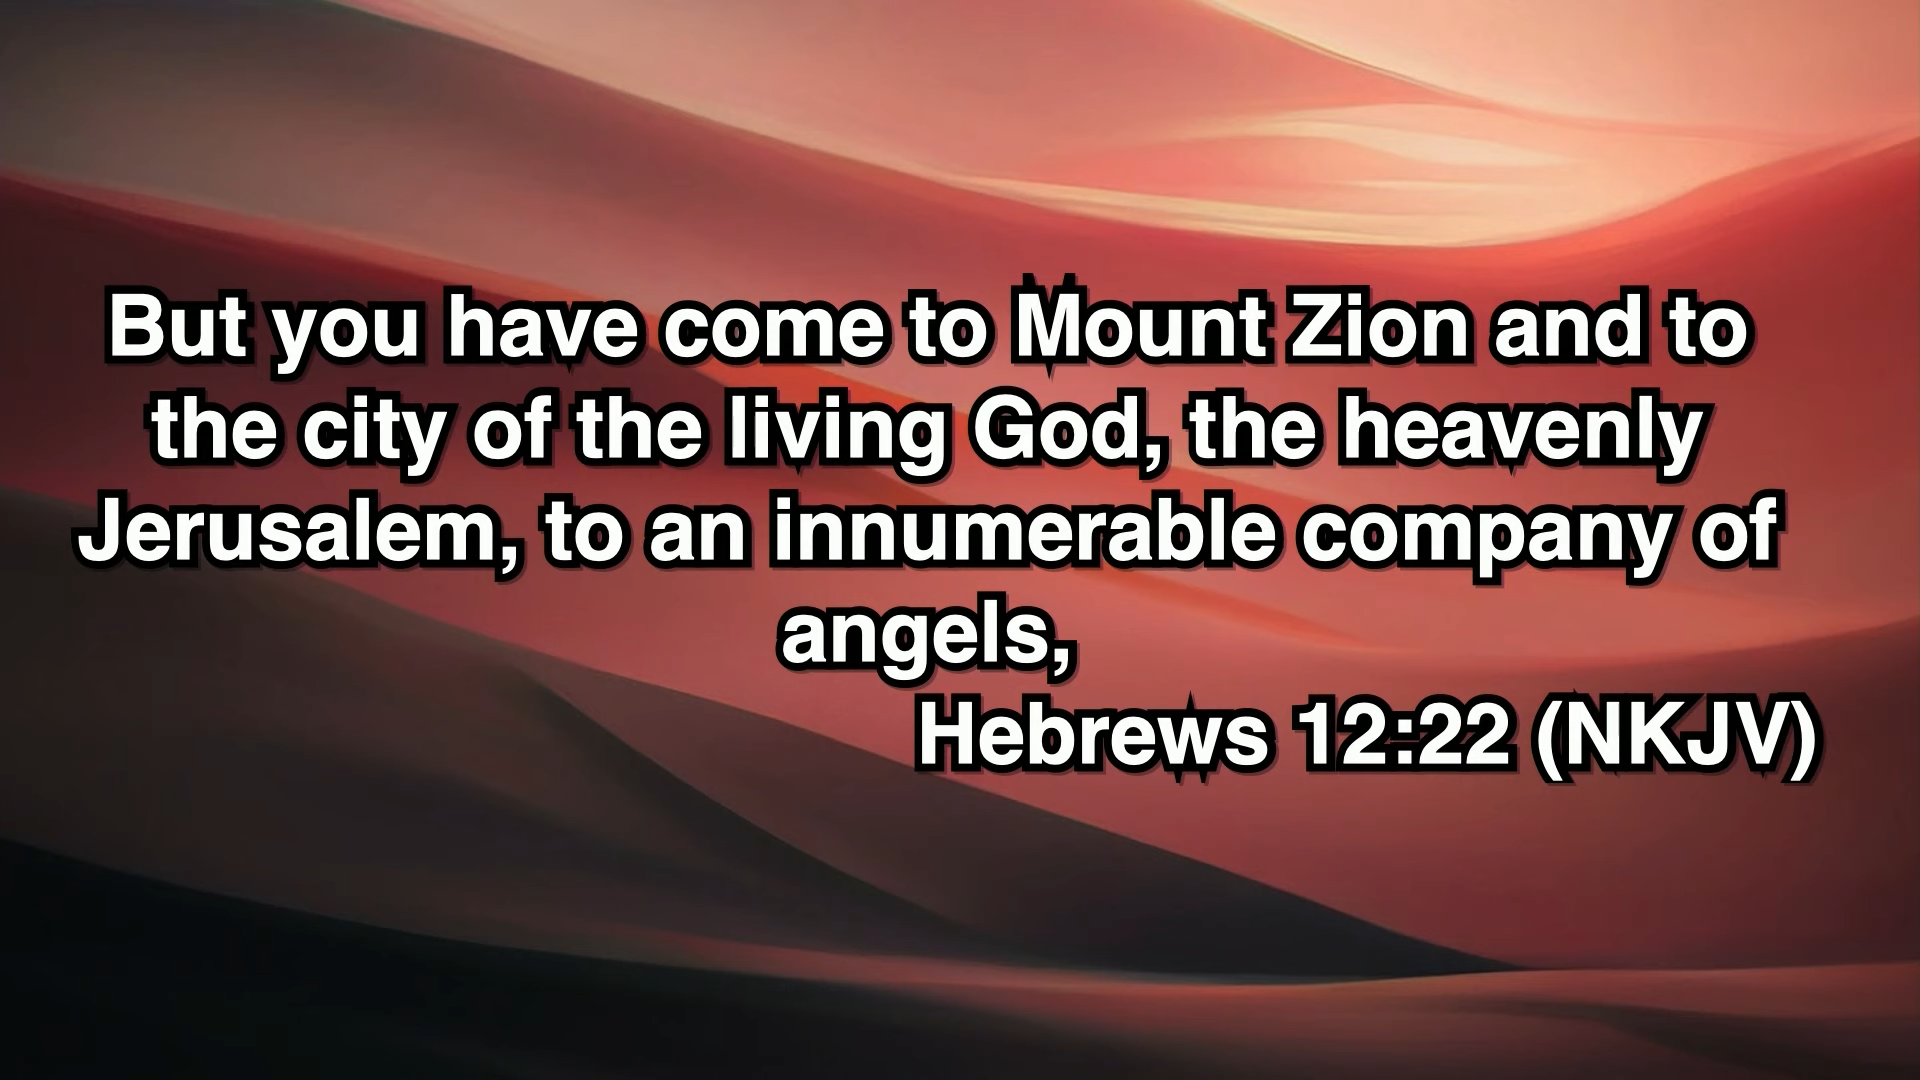 But you have come to Mount Zion and to
the city of the living God, the heavenly
Jerusalem, to an innumerable company of
angels,
Hebrews 12:22 (NKJV)